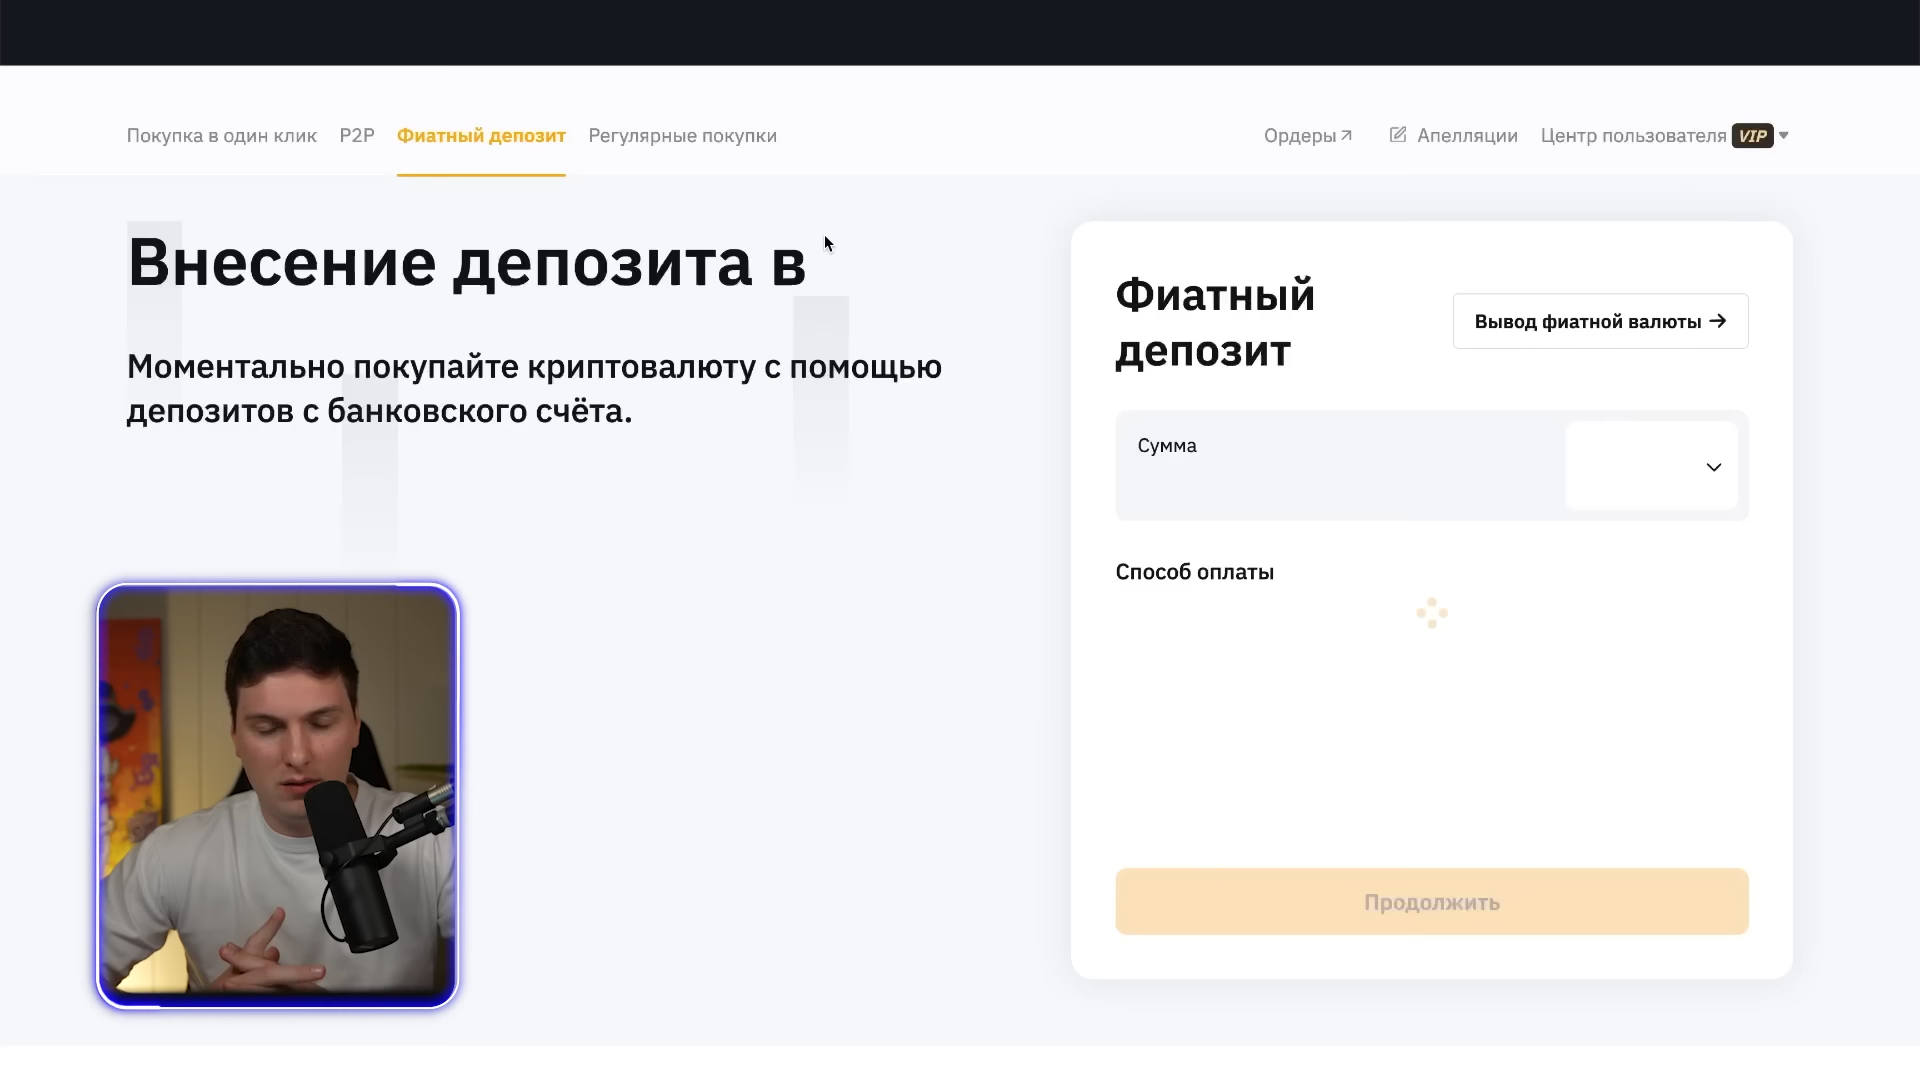 Покупка в один клик P2P Фиатный депозит Регулярные покупки Ордеры Апелляции Центр пользователя VIP
Внесение депозита в
Моментально покупайте криптовалюту с помощью
депозитов с банковского счёта.
Фиатный
депозит
Вывод фиатной валюты →
Сумма
Способ оплаты
Продолжить